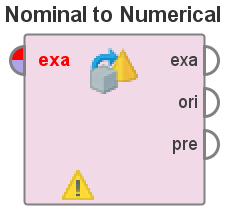 Nominal to Numerical
exa exa
ori
pre